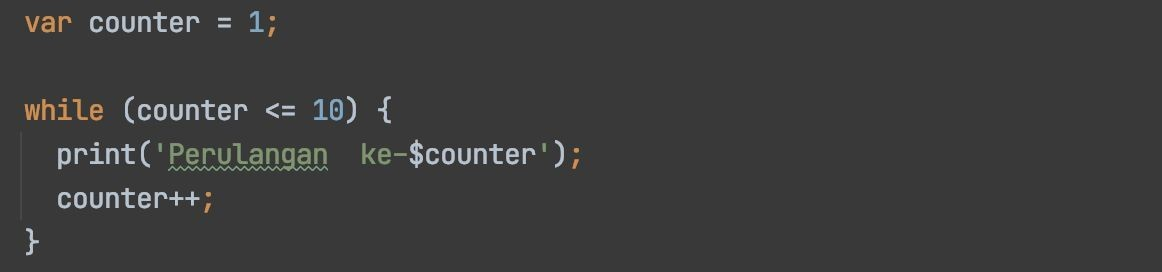 var counter = 1;
while (counter <= 10) {
print('Perulangan  ke-$counter');
counter++;
}